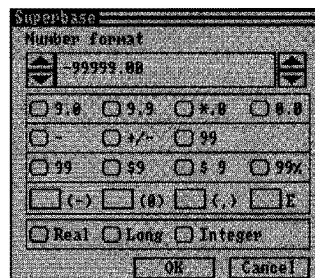 Superbase
Number format
-99999.00
9.0 9.9 *.0 0.0
- +/- 99
99 $9 $ 9 99%
(-) (0) (,) E
Real Long Integer
OK Cancel